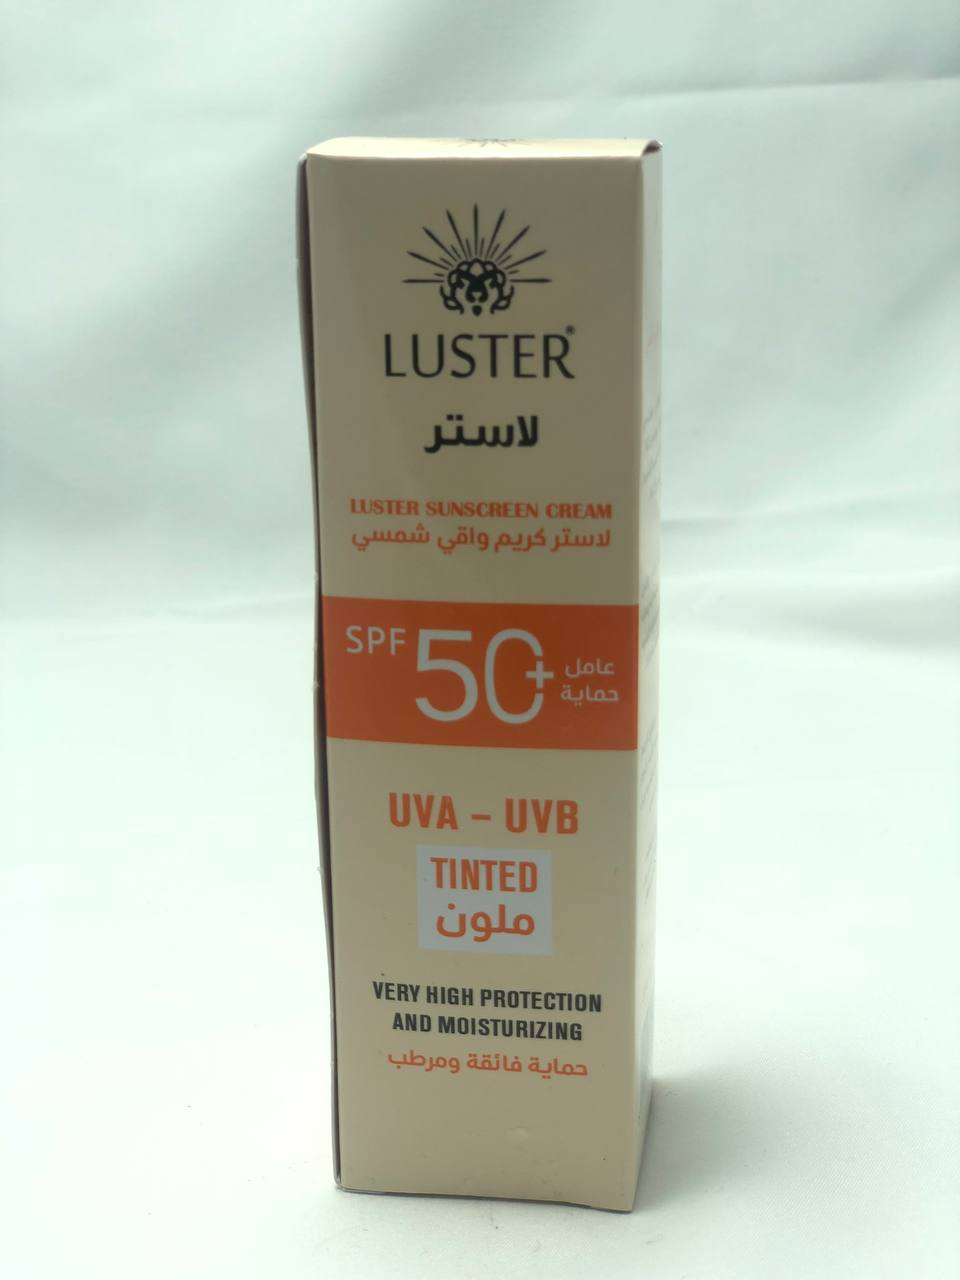 LUSTER®
لاستر
LUSTER SUNSCREEN CREAM
لاستر كريم واقي شمسي
SPF 50+ عامل حماية
UVA – UVB
TINTED
ملون
VERY HIGH PROTECTION
AND MOISTURIZING
حماية فائقة ومرطب